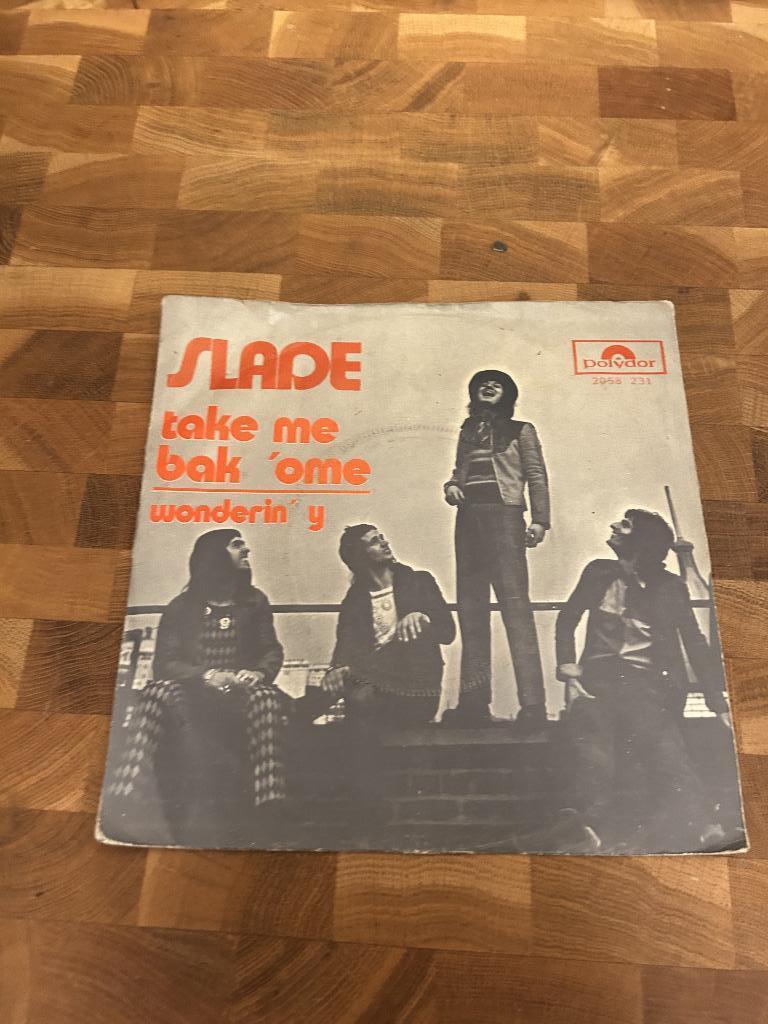 SLADE
polydor
2058 231
take me
bak 'ome
wonderin' y